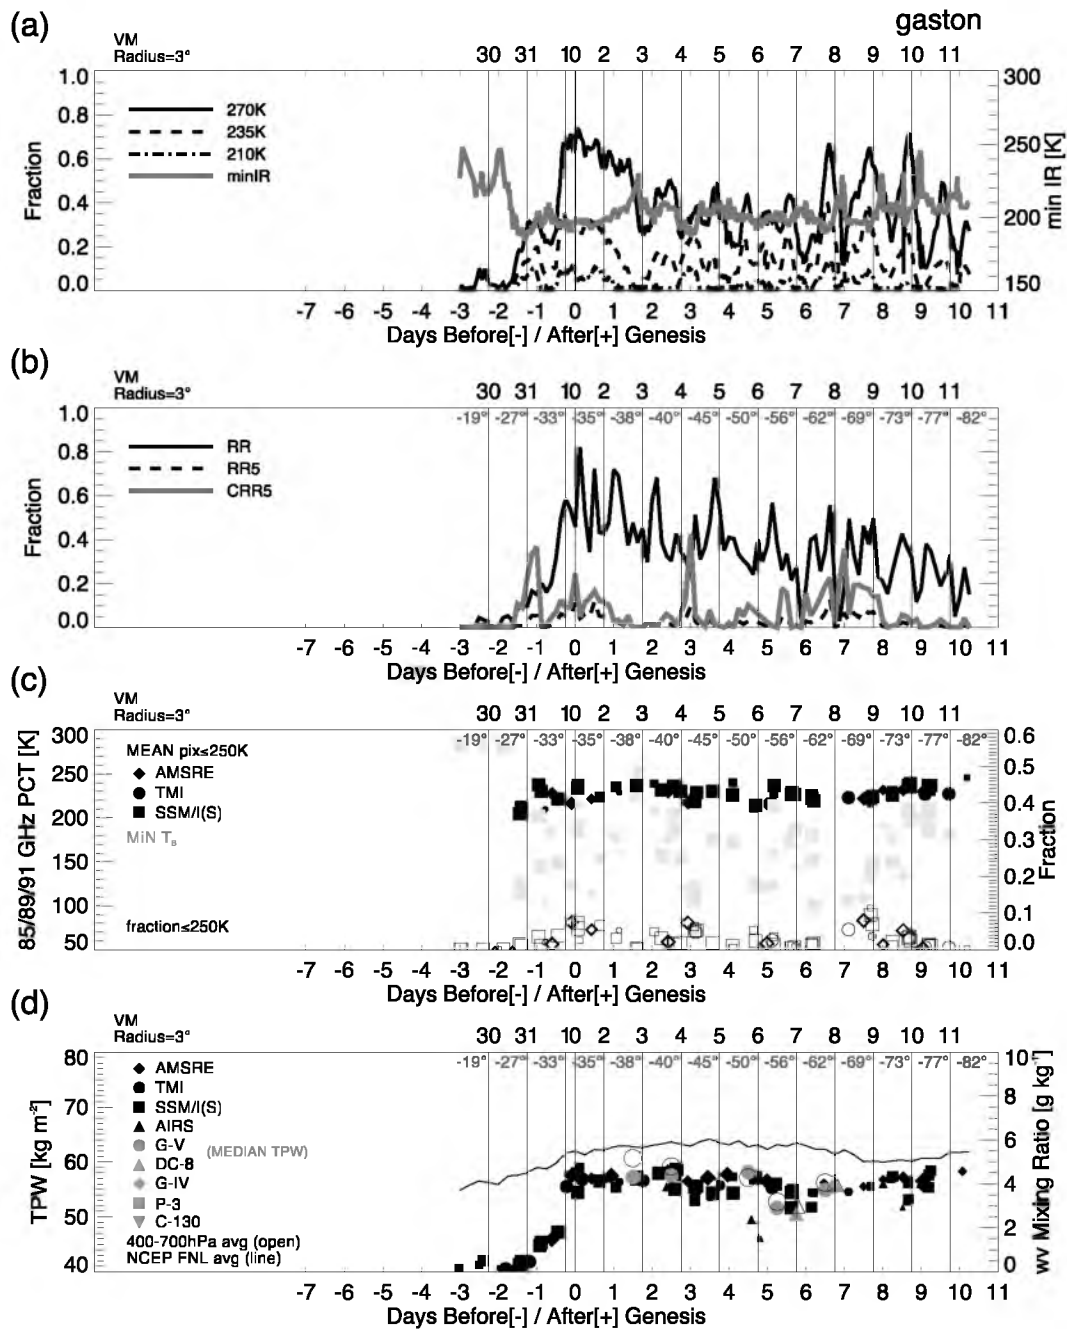 (a)
gaston
VM
Radius=3°
30 31 10 2 3 4 5 6 7 8 9 10 11
1.0 0.8 0.6 0.4 0.2 0.0
Fraction
270K
235K
210K
minIR
300 250 200 150
min IR [K]
-7 -6 -5 -4 -3 -2 -1 0 1 2 3 4 5 6 7 8 9 10 11
Days Before[-] / After[+] Genesis
(b)
VM
Radius=3°
30 31 10 2 3 4 5 6 7 8 9 10 11
-19° -27° -33° -35° -38° -40° -45° -50° -56° -62° -69° -73° -77° -82°
1.0 0.8 0.6 0.4 0.2 0.0
Fraction
RR
RR5
CRR5
-7 -6 -5 -4 -3 -2 -1 0 1 2 3 4 5 6 7 8 9 10 11
Days Before[-] / After[+] Genesis
(c)
VM
Radius=3°
30 31 10 2 3 4 5 6 7 8 9 10 11
-19° -27° -33° -35° -38° -40° -45° -50° -56° -62° -69° -73° -77° -82°
300 250 200 150 100 50
85/89/91 GHz PCT [K]
MEAN pix≤250K
AMSRE
TMI
SSM/I(S)
MiN T_B
fraction≤250K
0.6 0.5 0.4 0.3 0.2 0.1 0.0
Fraction
-7 -6 -5 -4 -3 -2 -1 0 1 2 3 4 5 6 7 8 9 10 11
Days Before[-] / After[+] Genesis
(d)
VM
Radius=3°
30 31 10 2 3 4 5 6 7 8 9 10 11
-19° -27° -33° -35° -38° -40° -45° -50° -56° -62° -69° -73° -77° -82°
80 70 60 50 40
TPW [kg m⁻²]
AMSRE
TMI
SSM/I(S)
AIRS
G-V
(MEDIAN TPW)
DC-8
G-IV
P-3
C-130
400-700hPa avg (open)
NCEP FNL avg (line)
10 8 6 4 2 0
wv Mixing Ratio [g kg⁻¹]
-7 -6 -5 -4 -3 -2 -1 0 1 2 3 4 5 6 7 8 9 10 11
Days Before[-] / After[+] Genesis